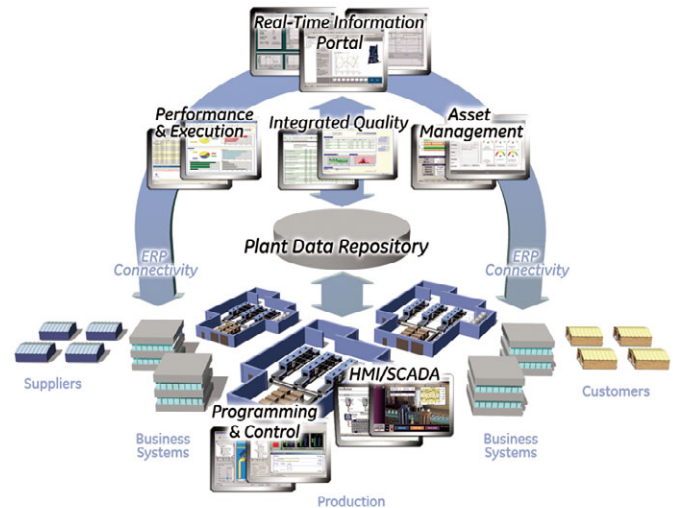 Real-Time Information
Portal
Performance
& Execution
Integrated Quality
Asset
Management
Plant Data Repository
ERP
Connectivity
ERP
Connectivity
HMI/SCADA
Suppliers
Customers
Programming
& Control
Business
Systems
Business
Systems
Production